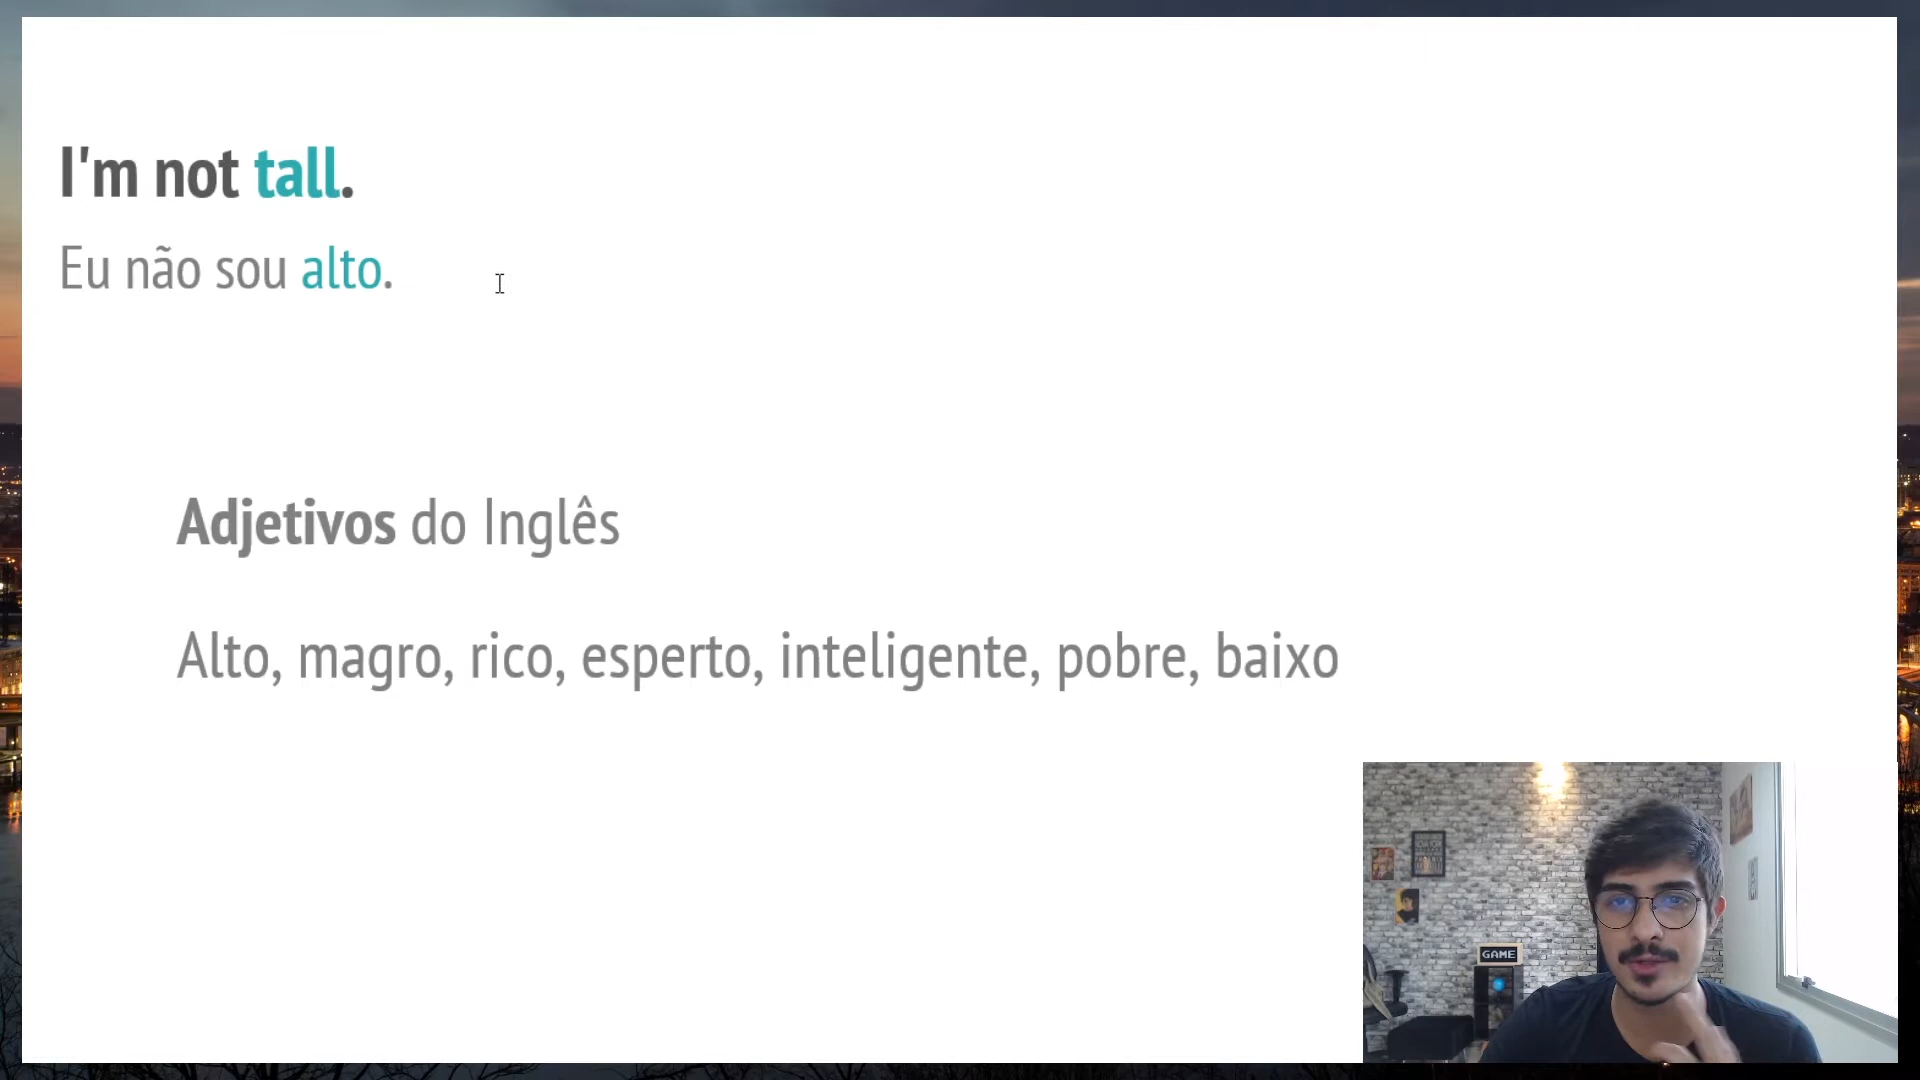 I'm not tall.
Eu não sou alto.
Adjetivos do Inglês
Alto, magro, rico, esperto, inteligente, pobre, baixo
GAME